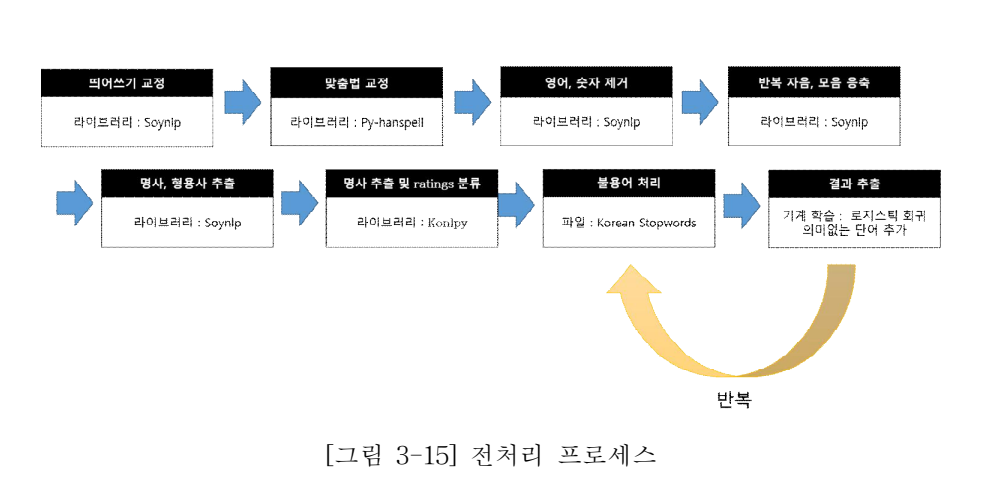 띄어쓰기 교정
라이브러리 : Soynlp
맞춤법 교정
라이브러리 : Py-hanspell
영어, 숫자 제거
라이브러리 : Soynlp
반복 자음, 모음 응축
라이브러리 : Soynlp
명사, 형용사 추출
라이브러리 : Soynlp
명사 추출 및 ratings 분류
라이브러리 : Konlpy
불용어 처리
파일 : Korean Stopwords
결과 추출
기계 학습 : 로지스틱 회귀
의미없는 단어 추가
반복
[그림 3-15] 전처리 프로세스